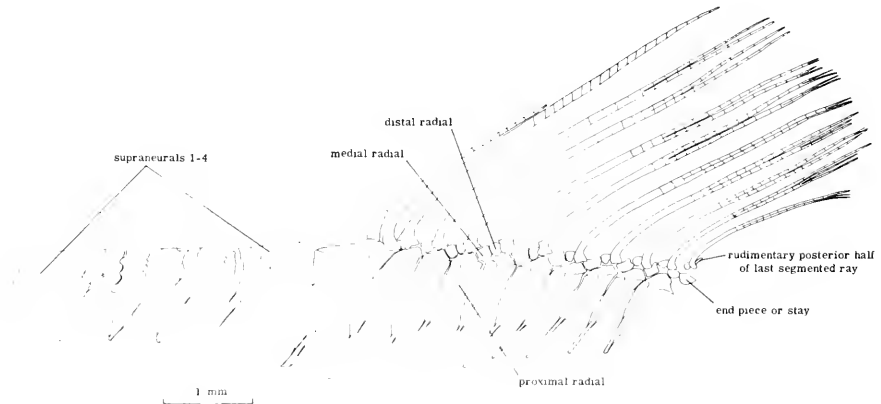 distal radial
medial radial
supraneurals 1-4
rudimentary posterior half
of last segmented ray
end piece or stay
proximal radial
1 mm